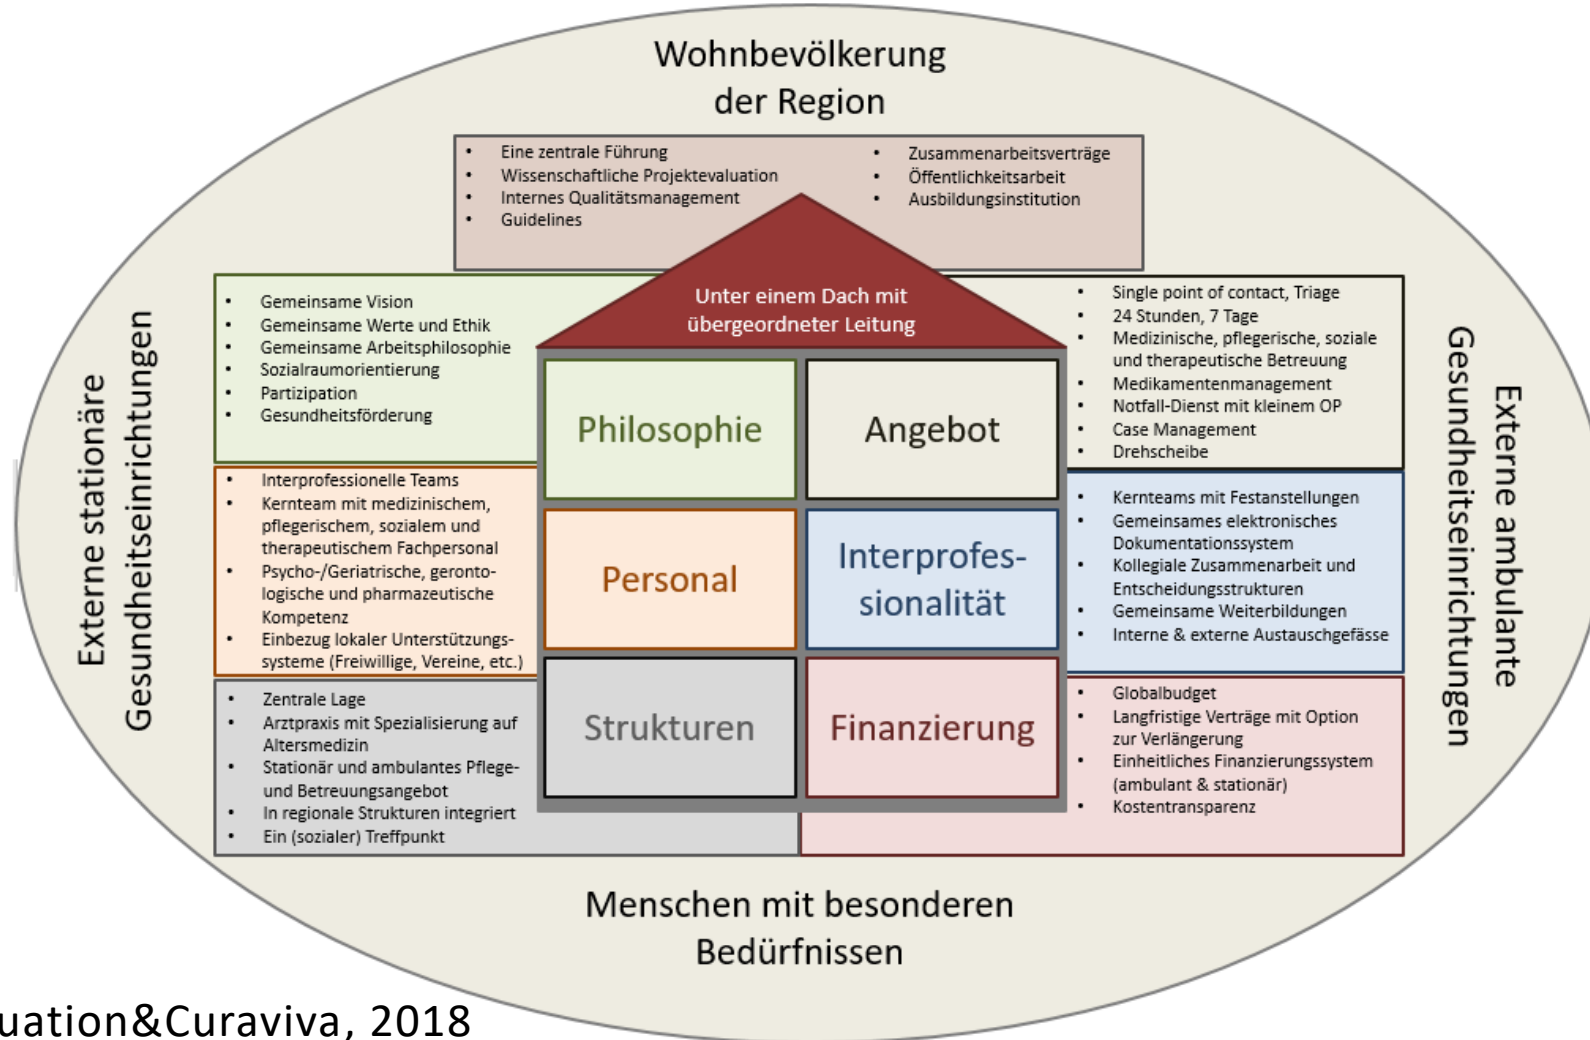 Wohnbevölkerung
der Region
• Eine zentrale Führung
• Wissenschaftliche Projektevaluation
• Internes Qualitätsmanagement
• Guidelines
• Zusammenarbeitsverträge
• Öffentlichkeitsarbeit
• Ausbildungsinstitution
Unter einem Dach mit
übergeordneter Leitung
Externe stationäre
Gesundheitseinrichtungen
• Gemeinsame Vision
• Gemeinsame Werte und Ethik
• Gemeinsame Arbeitsphilosophie
• Sozialraumorientierung
• Partizipation
• Gesundheitsförderung
Philosophie
Angebot
• Single point of contact, Triage
• 24 Stunden, 7 Tage
• Medizinische, pflegerische, soziale
und therapeutische Betreuung
• Medikamentenmanagement
• Notfall-Dienst mit kleinem OP
• Case Management
• Drehscheibe
• Interprofessionelle Teams
• Kernteam mit medizinischem,
pflegerischem, sozialem und
therapeutischem Fachpersonal
• Psycho-/Geriatrische, geronto-
logische und pharmazeutische
Kompetenz
• Einbezug lokaler Unterstützungs-
systeme (Freiwillige, Vereine, etc.)
Personal
Interprofes-
sionalität
• Kernteams mit Festanstellungen
• Gemeinsames elektronisches
Dokumentationssystem
• Kollegiale Zusammenarbeit und
Entscheidungsstrukturen
• Gemeinsame Weiterbildungen
• Interne & externe Austauschgefässe
• Zentrale Lage
• Arztpraxis mit Spezialisierung auf
Altersmedizin
• Stationär und ambulantes Pflege-
und Betreuungsangebot
• In regionale Strukturen integriert
• Ein (sozialer) Treffpunkt
Strukturen
Finanzierung
• Globalbudget
• Langfristige Verträge mit Option
zur Verlängerung
• Einheitliches Finanzierungssystem
(ambulant & stationär)
• Kostentransparenz
Externe ambulante
Gesundheitseinrichtungen
Menschen mit besonderen
Bedürfnissen
uation&Curaviva, 2018